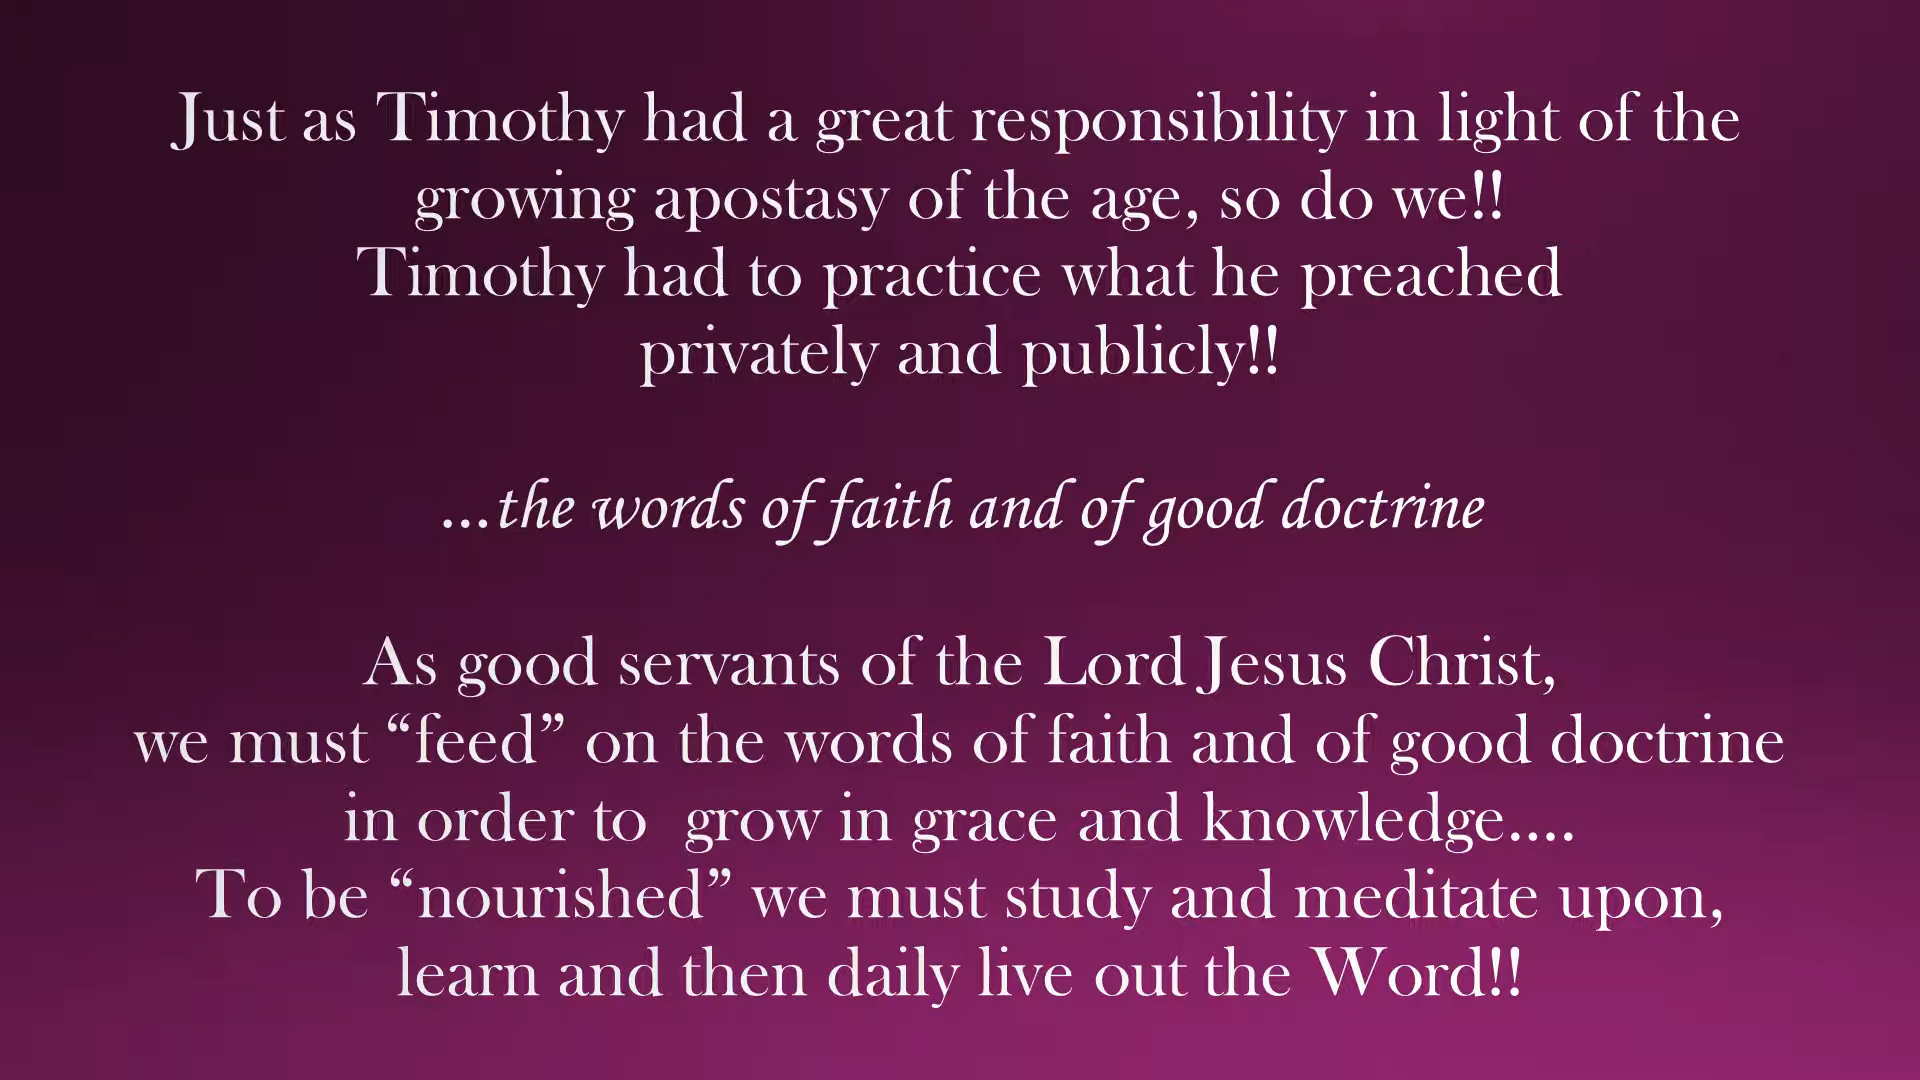 Just as Timothy had a great responsibility in light of the
growing apostasy of the age, so do we!!
Timothy had to practice what he preached
privately and publicly!!
…the words of faith and of good doctrine
As good servants of the Lord Jesus Christ,
we must “feed” on the words of faith and of good doctrine
in order to  grow in grace and knowledge….
To be “nourished” we must study and meditate upon,
learn and then daily live out the Word!!